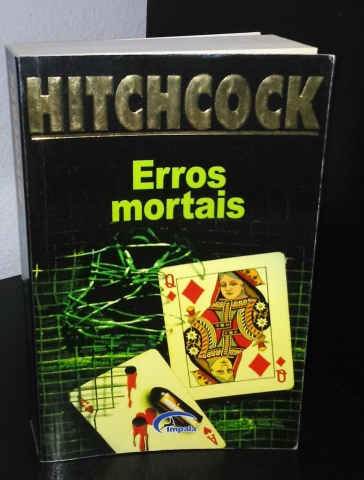 HITCHCOCK
Erros
mortais
Q
Q
A
Impala